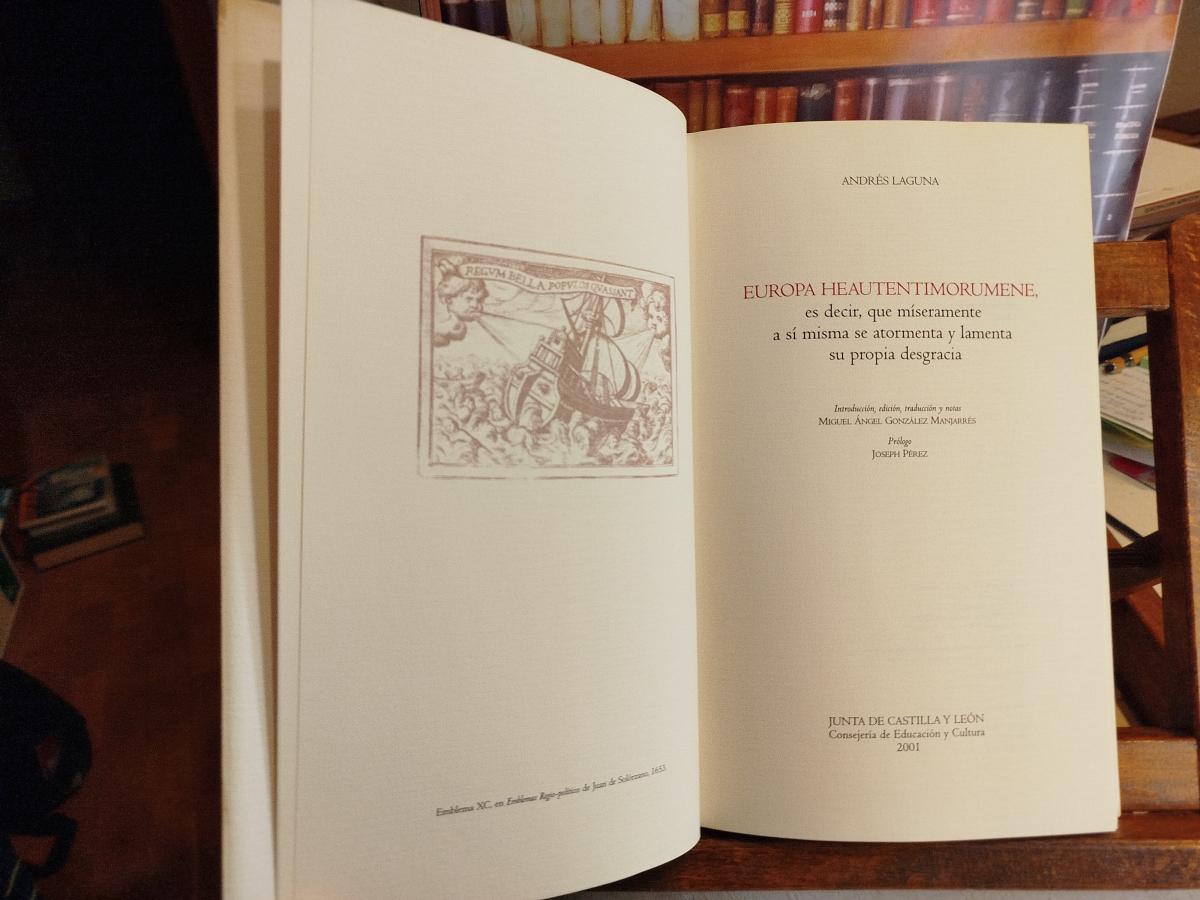 REGVM BELLA POPVLOS QVASSANT
Emblema XC, en Emblemas Regio-políticos de Juan de Solórzano, 1653.
ANDRÉS LAGUNA
EUROPA HEAUTENTIMORUMENE,
es decir, que míseramente
a sí misma se atormenta y lamenta
su propia desgracia
Introducción, edición, traducción y notas
MIGUEL ÁNGEL GONZÁLEZ MANJARRÉS
Prólogo
JOSEPH PÉREZ
JUNTA DE CASTILLA Y LEÓN
Consejería de Educación y Cultura
2001